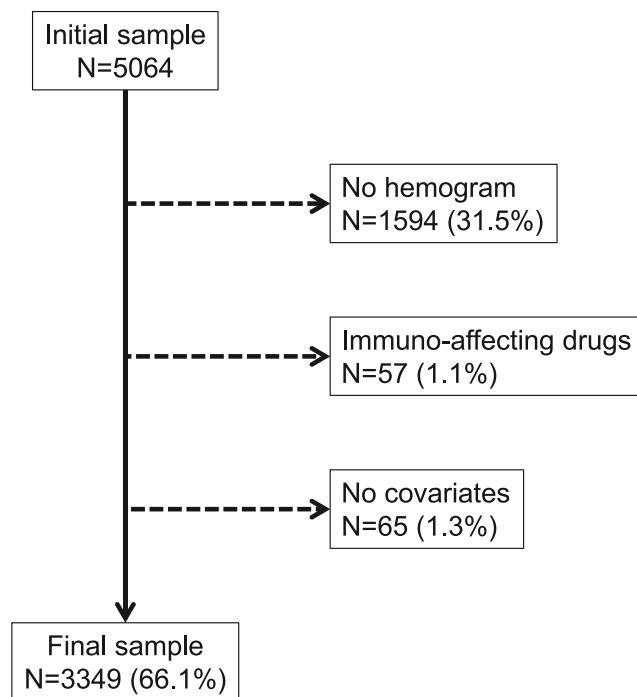 Initial sample
N=5064
No hemogram
N=1594 (31.5%)
Immuno-affecting drugs
N=57 (1.1%)
No covariates
N=65 (1.3%)
Final sample
N=3349 (66.1%)